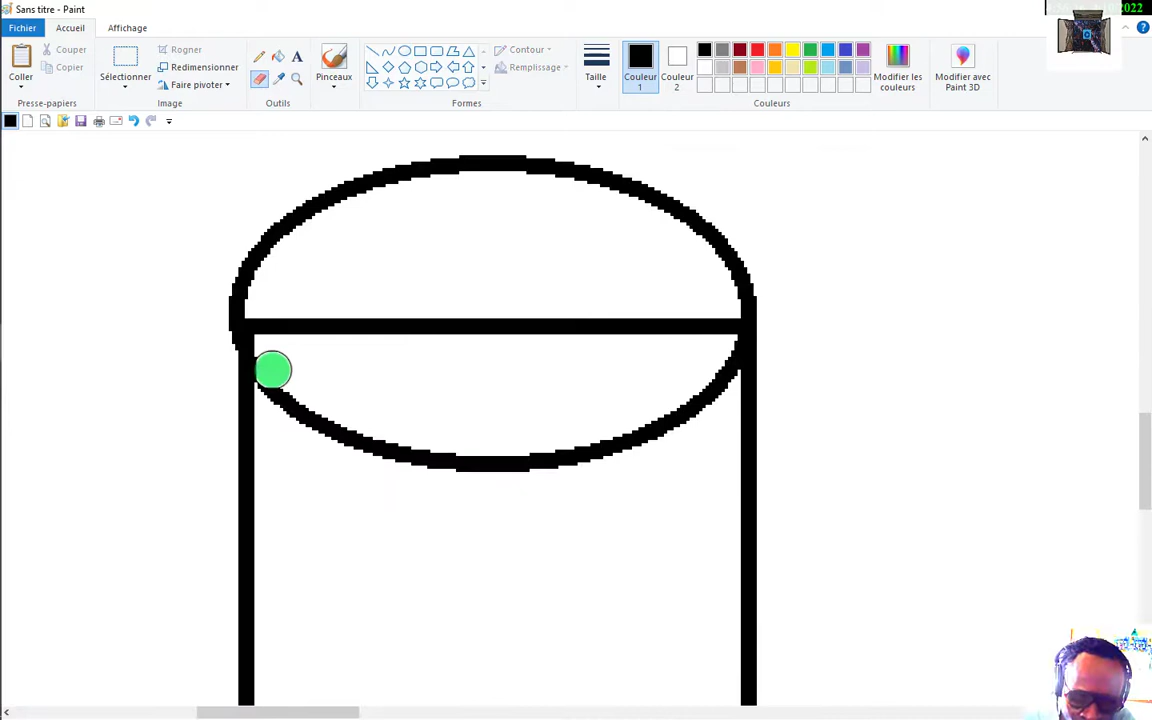 Sans titre - Paint
Fichier Accueil Affichage
Coller
Presse-papiers
Couper
Copier
Sélectionner
Rogner
Redimensionner
Faire pivoter
Image
A
Outils
Pinceaux
Contour
Remplissage
Formes
Taille
Couleur 1
Couleur 2
Modifier les couleurs
Couleurs
Modifier avec Paint 3D
2022